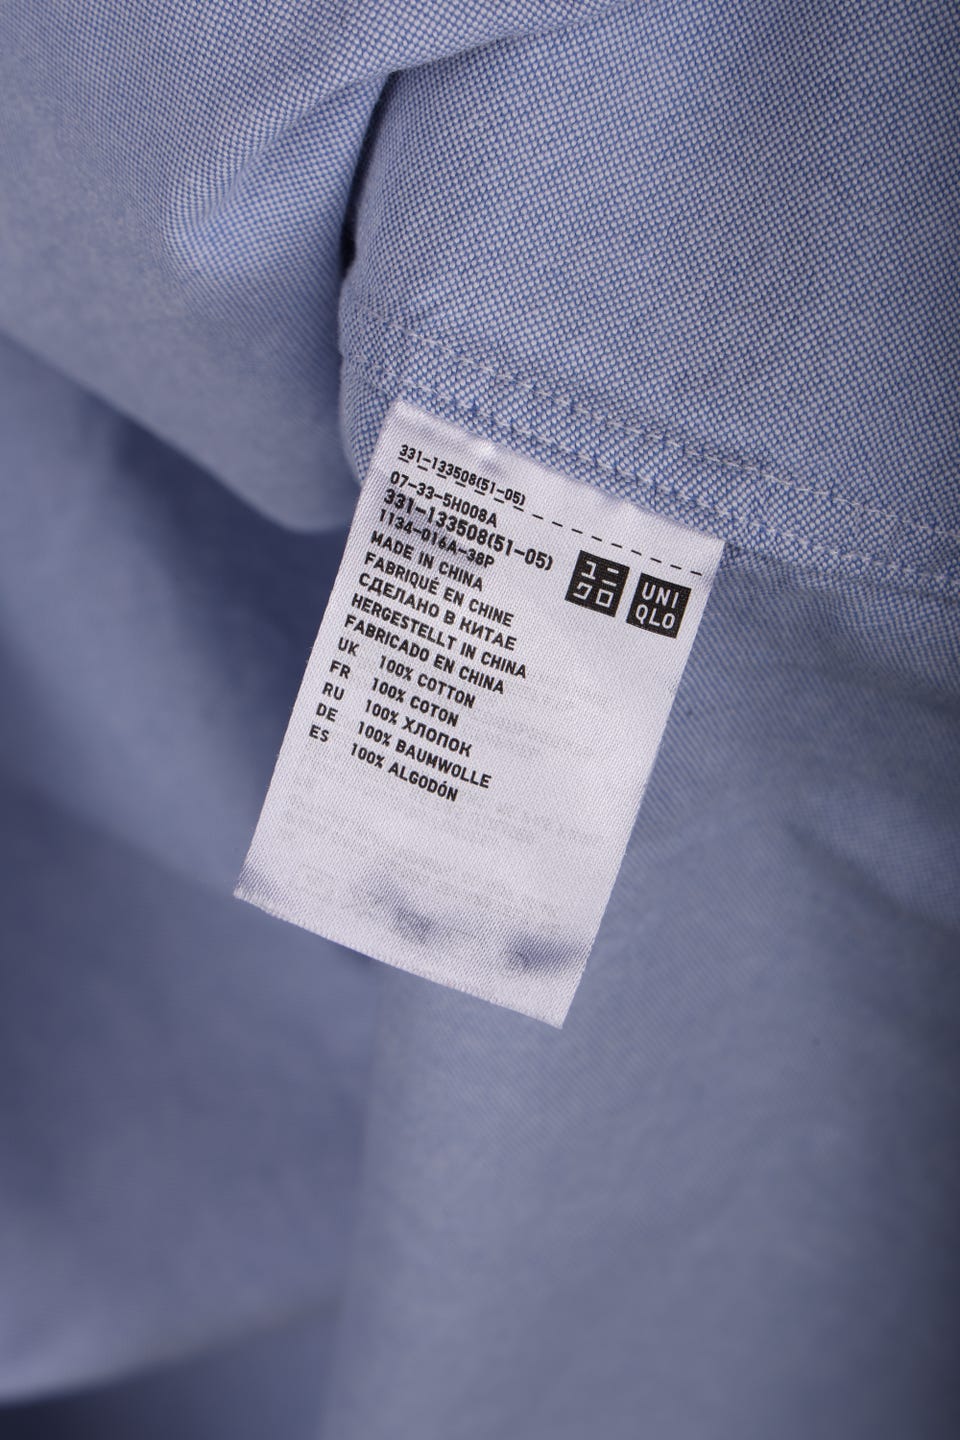 331-133508(51-05)
07-33-5H008A
331-133508(51-05)
1134-016A-38P
ユニ
クロ
UNI
QLO
MADE IN CHINA
FABRIQUÉ EN CHINE
СДЕЛАНО В КИТАЕ
HERGESTELLT IN CHINA
FABRICADO EN CHINA
UK 100% COTTON
FR 100% COTON
RU 100% ХЛОПОК
DE 100% BAUMWOLLE
ES 100% ALGODÓN